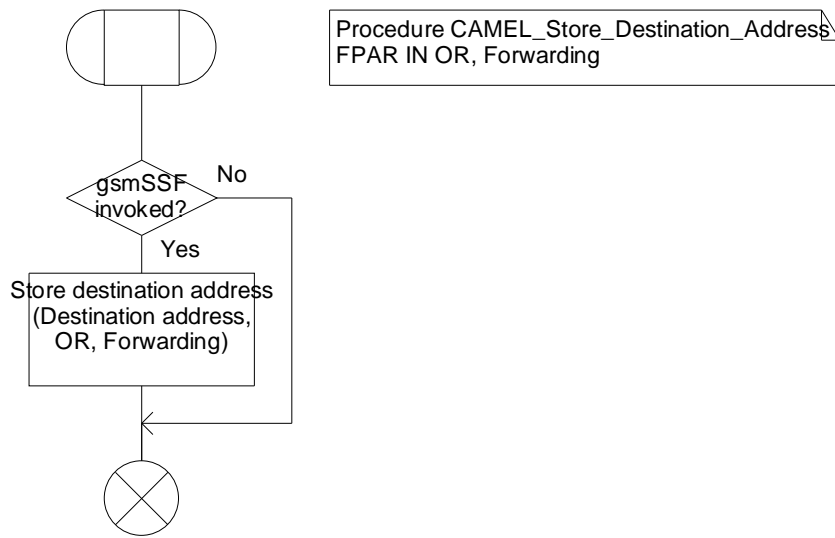 Procedure CAMEL_Store_Destination_Address
FPAR IN OR, Forwarding
gsmSSF
invoked?
No
Yes
Store destination address
(Destination address,
OR, Forwarding)